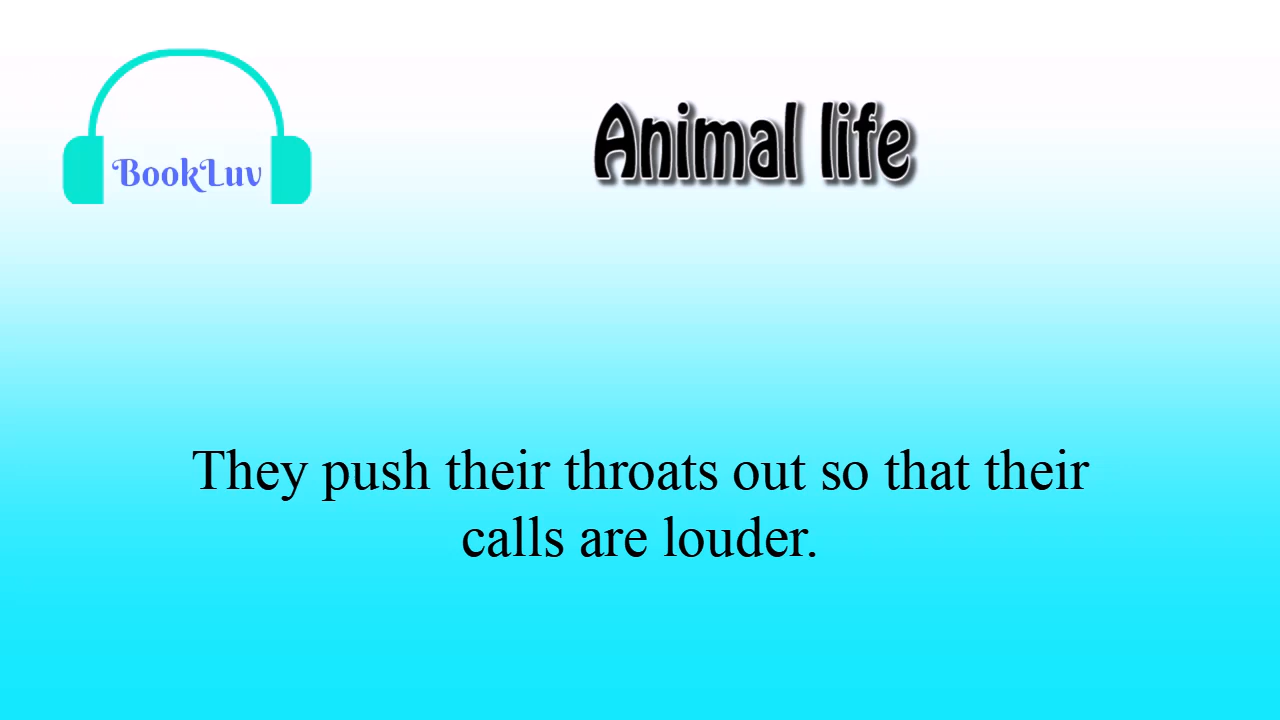 BookLuv
Animal life
They push their throats out so that their
calls are louder.